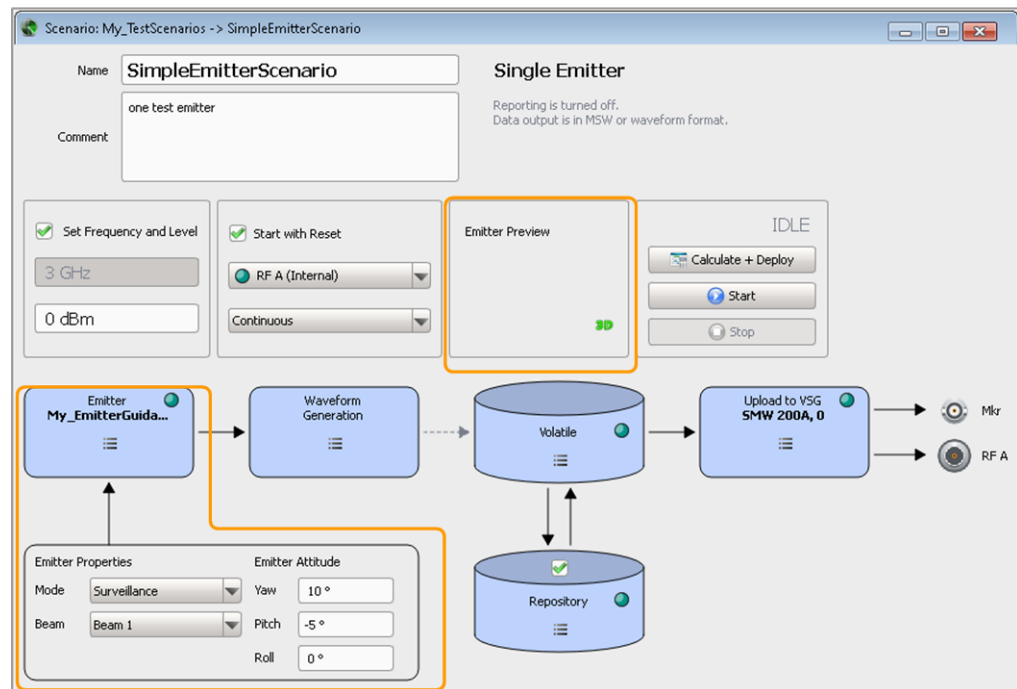 Scenario: My_TestScenarios -> SimpleEmitterScenario
Name
SimpleEmitterScenario
Single Emitter
Comment
one test emitter
Reporting is turned off.
Data output is in MSW or waveform format.
Set Frequency and Level
3 GHz
0 dBm
Start with Reset
RF A (Internal)
Continuous
Emitter Preview
3D
IDLE
Calculate + Deploy
Start
Stop
Emitter
My_EmitterGuida...
Waveform
Generation
Volatile
Upload to VSG
SMW 200A, 0
Mkr
RF A
Emitter Properties
Mode
Surveillance
Beam
Beam 1
Emitter Attitude
Yaw
10 °
Pitch
-5 °
Roll
0 °
Repository